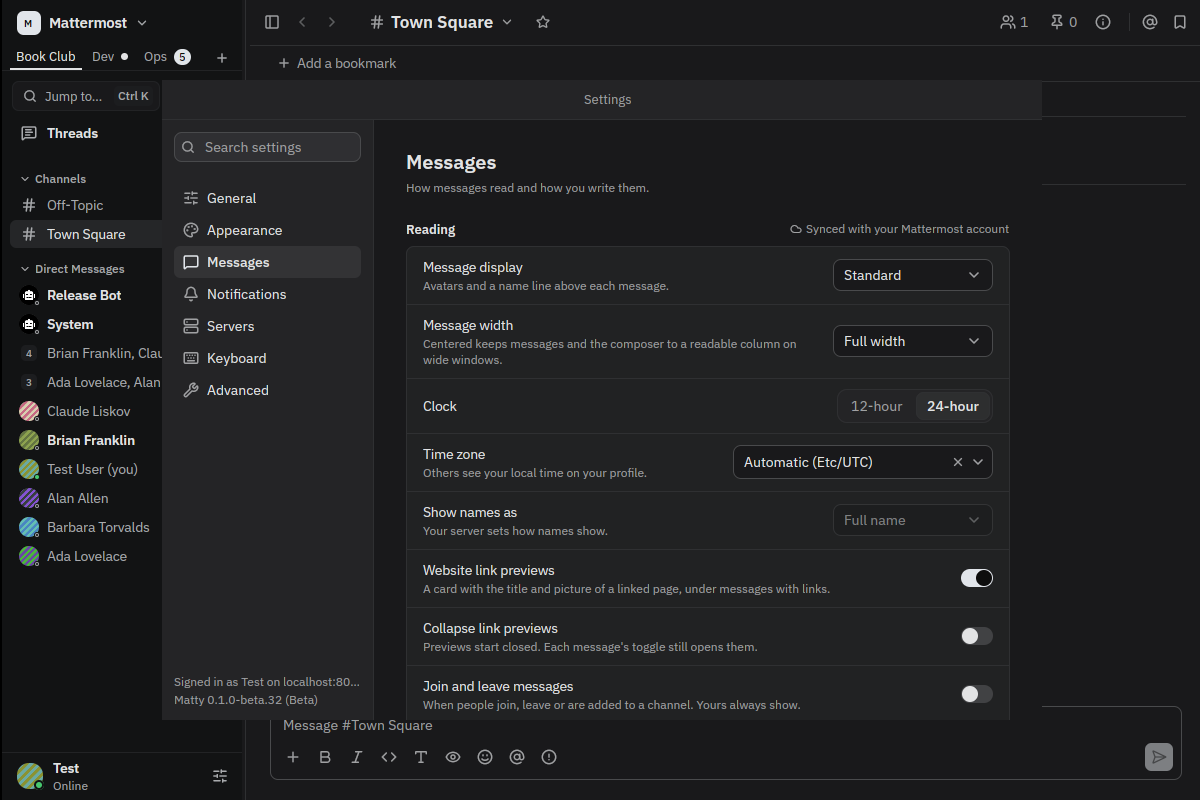 M Mattermost
Book Club Dev Ops 5
Jump to... Ctrl K
Threads
Channels
Off-Topic
Town Square
Direct Messages
Release Bot
System
4 Brian Franklin, Clau
3 Ada Lovelace, Alan
Claude Liskov
Brian Franklin
Test User (you)
Alan Allen
Barbara Torvalds
Ada Lovelace
Test
Online
# Town Square
1
0
Add a bookmark
Settings
Search settings
General
Appearance
Messages
Notifications
Servers
Keyboard
Advanced
Signed in as Test on localhost:80...
Matty 0.1.0-beta.32 (Beta)
Messages
How messages read and how you write them.
Reading
Synced with your Mattermost account
Message display
Avatars and a name line above each message.
Standard
Message width
Centered keeps messages and the composer to a readable column on
wide windows.
Full width
Clock
12-hour 24-hour
Time zone
Others see your local time on your profile.
Automatic (Etc/UTC)
Show names as
Your server sets how names show.
Full name
Website link previews
A card with the title and picture of a linked page, under messages with links.
Collapse link previews
Previews start closed. Each message's toggle still opens them.
Join and leave messages
When people join, leave or are added to a channel. Yours always show.
Message #Town Square